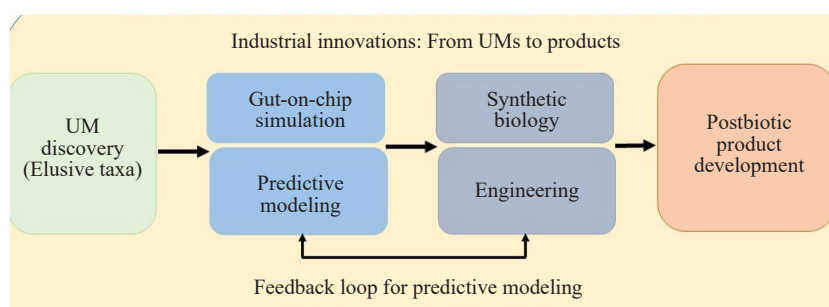 Industrial innovations: From UMs to products
UM
discovery
(Elusive taxa)
Gut-on-chip
simulation
Predictive
modeling
Synthetic
biology
Engineering
Postbiotic
product
development
Feedback loop for predictive modeling